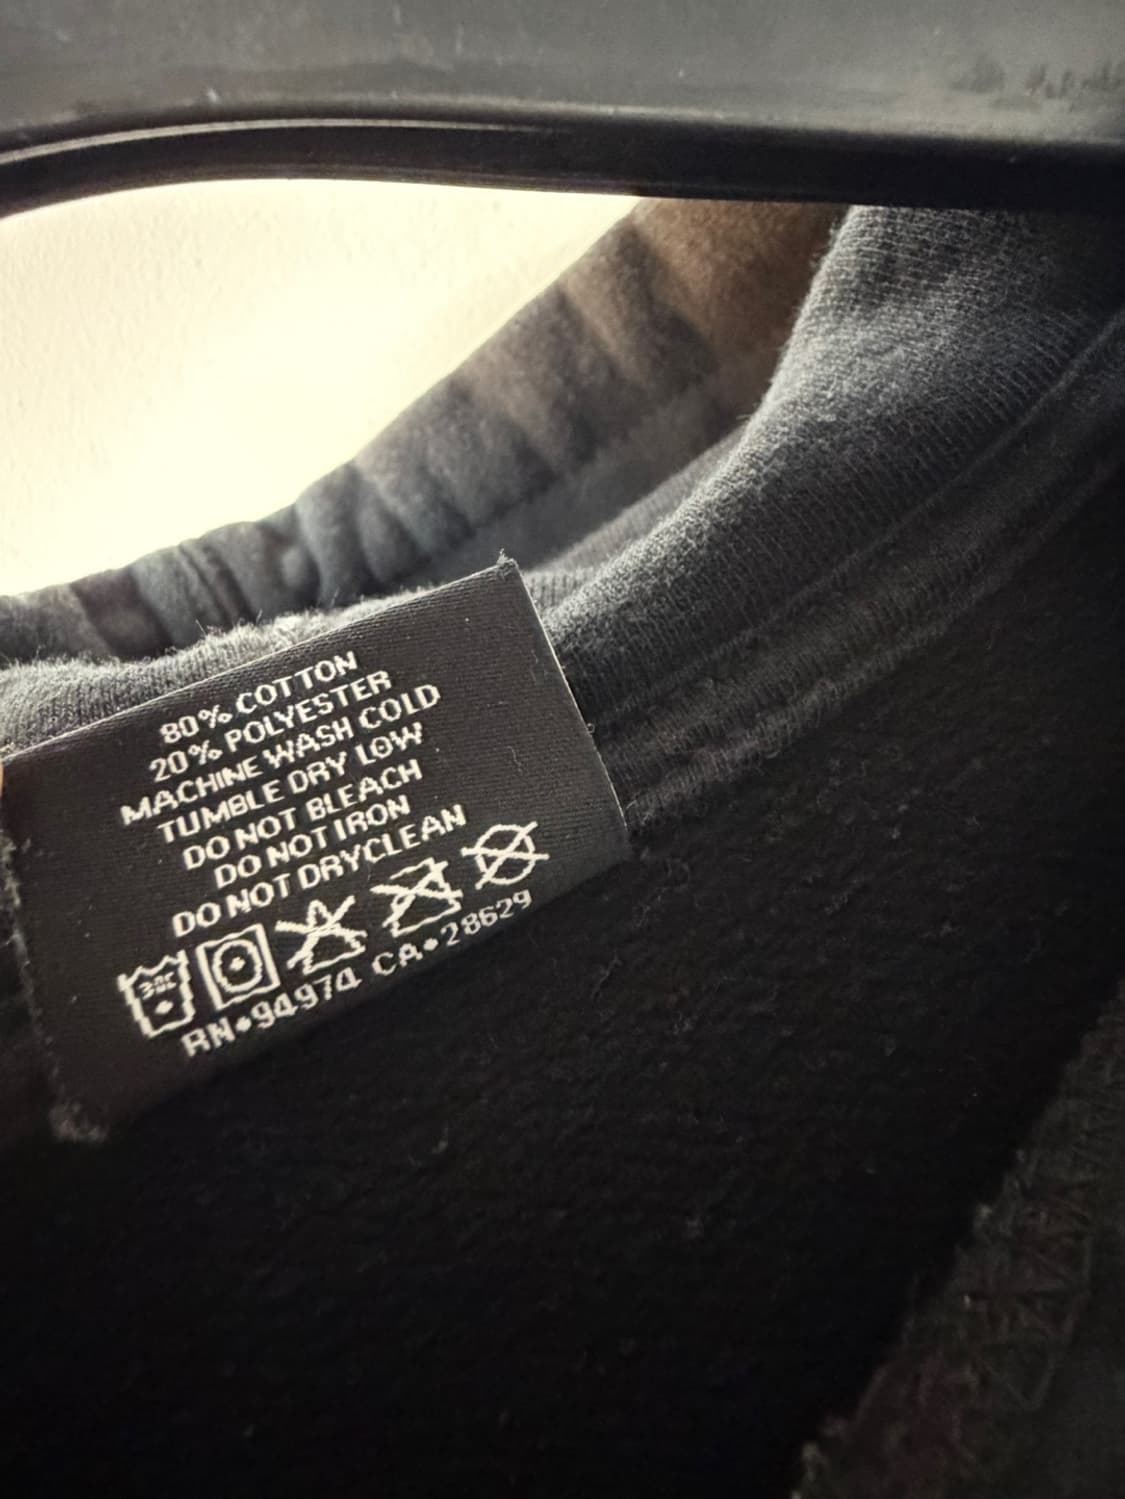 80% COTTON
20% POLYESTER
MACHINE WASH COLD
TUMBLE DRY LOW
DO NOT BLEACH
DO NOT IRON
DO NOT DRYCLEAN
30C
RN•94974 CA•28629